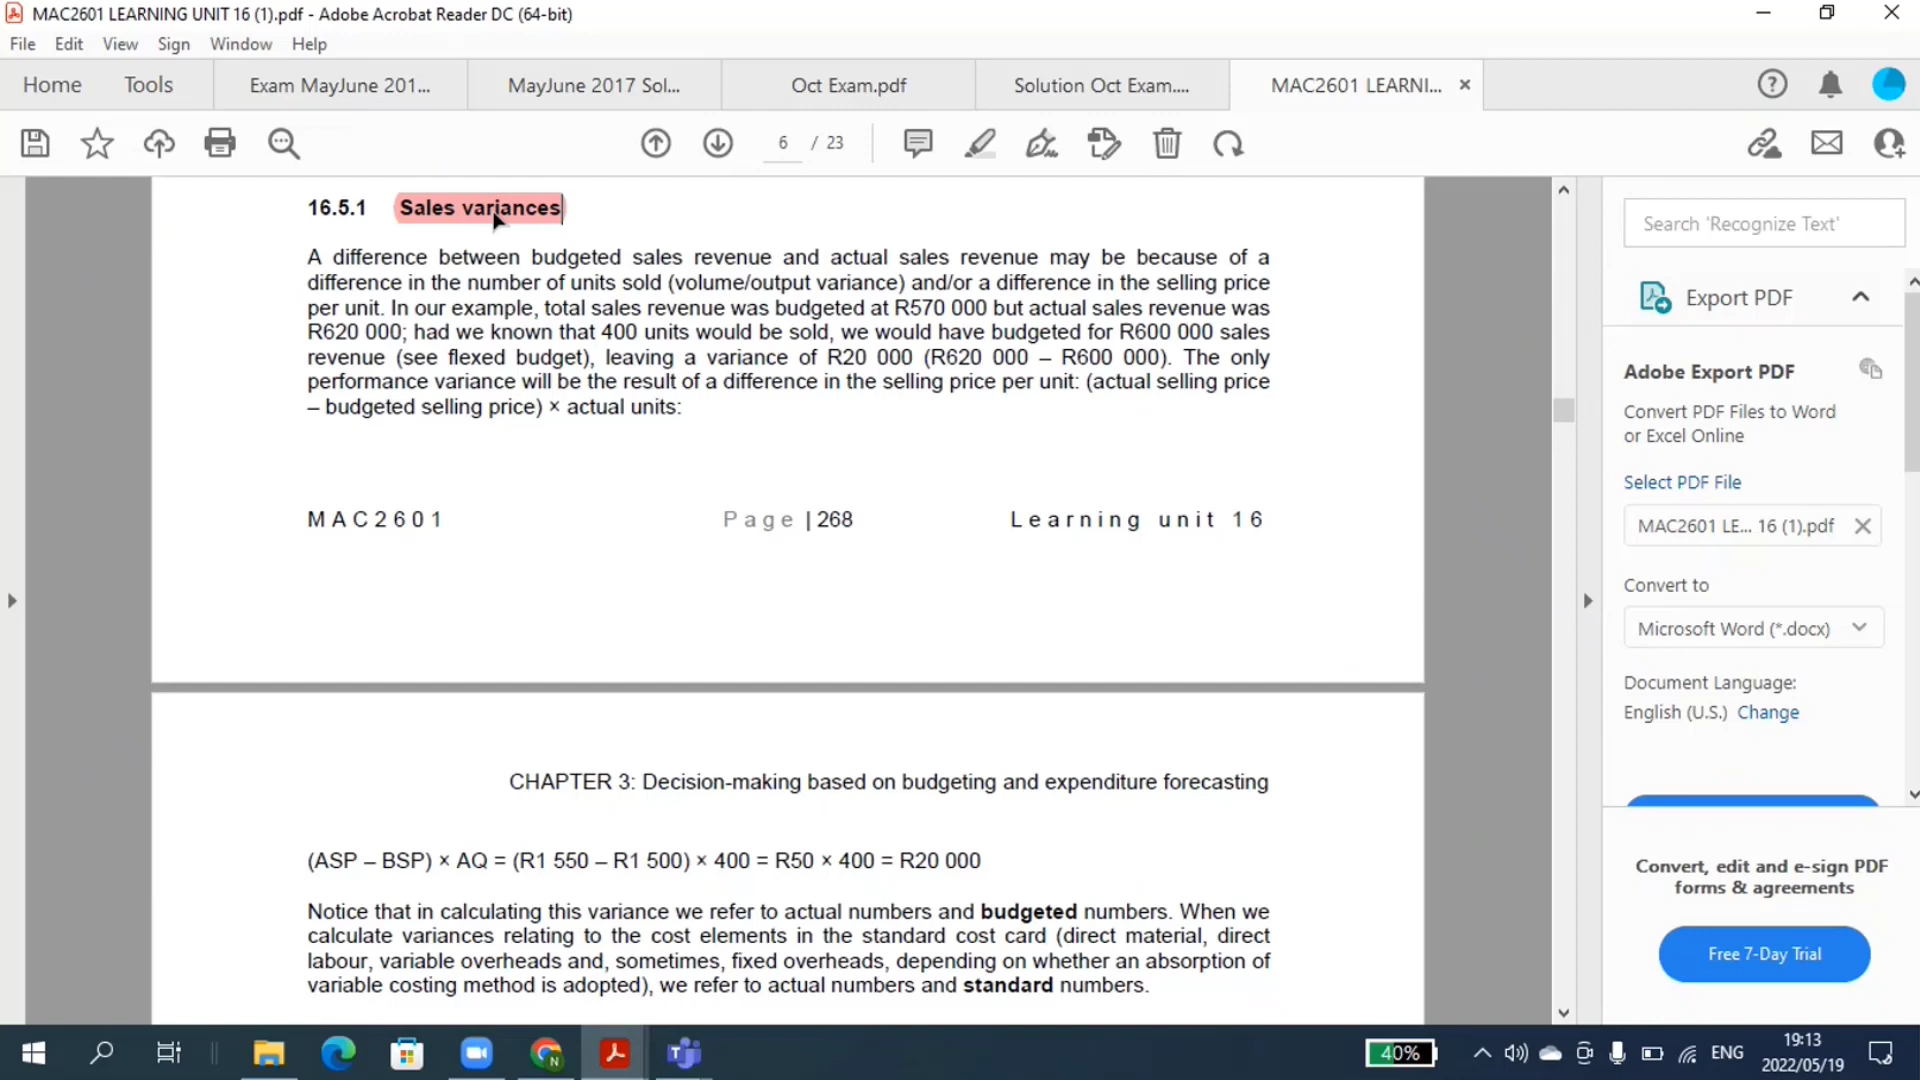 MAC2601 LEARNING UNIT 16 (1).pdf - Adobe Acrobat Reader DC (64-bit)
File Edit View Sign Window Help
Home Tools Exam MayJune 201... MayJune 2017 Sol... Oct Exam.pdf Solution Oct Exam.... MAC2601 LEARNI...
6 / 23
16.5.1 Sales variances
A difference between budgeted sales revenue and actual sales revenue may be because of a
difference in the number of units sold (volume/output variance) and/or a difference in the selling price
per unit. In our example, total sales revenue was budgeted at R570 000 but actual sales revenue was
R620 000; had we known that 400 units would be sold, we would have budgeted for R600 000 sales
revenue (see flexed budget), leaving a variance of R20 000 (R620 000 – R600 000). The only
performance variance will be the result of a difference in the selling price per unit: (actual selling price
– budgeted selling price) × actual units:
MAC2601 Page |268 Learning unit 16
CHAPTER 3: Decision-making based on budgeting and expenditure forecasting
(ASP – BSP) × AQ = (R1 550 – R1 500) × 400 = R50 × 400 = R20 000
Notice that in calculating this variance we refer to actual numbers and budgeted numbers. When we
calculate variances relating to the cost elements in the standard cost card (direct material, direct
labour, variable overheads and, sometimes, fixed overheads, depending on whether an absorption of
variable costing method is adopted), we refer to actual numbers and standard numbers.
Search 'Recognize Text'
Export PDF
Adobe Export PDF
Convert PDF Files to Word
or Excel Online
Select PDF File
MAC2601 LE... 16 (1).pdf
Convert to
Microsoft Word (*.docx)
Document Language:
English (U.S.) Change
Convert, edit and e-sign PDF
forms & agreements
Free 7-Day Trial
40% ENG 19:13
2022/05/19